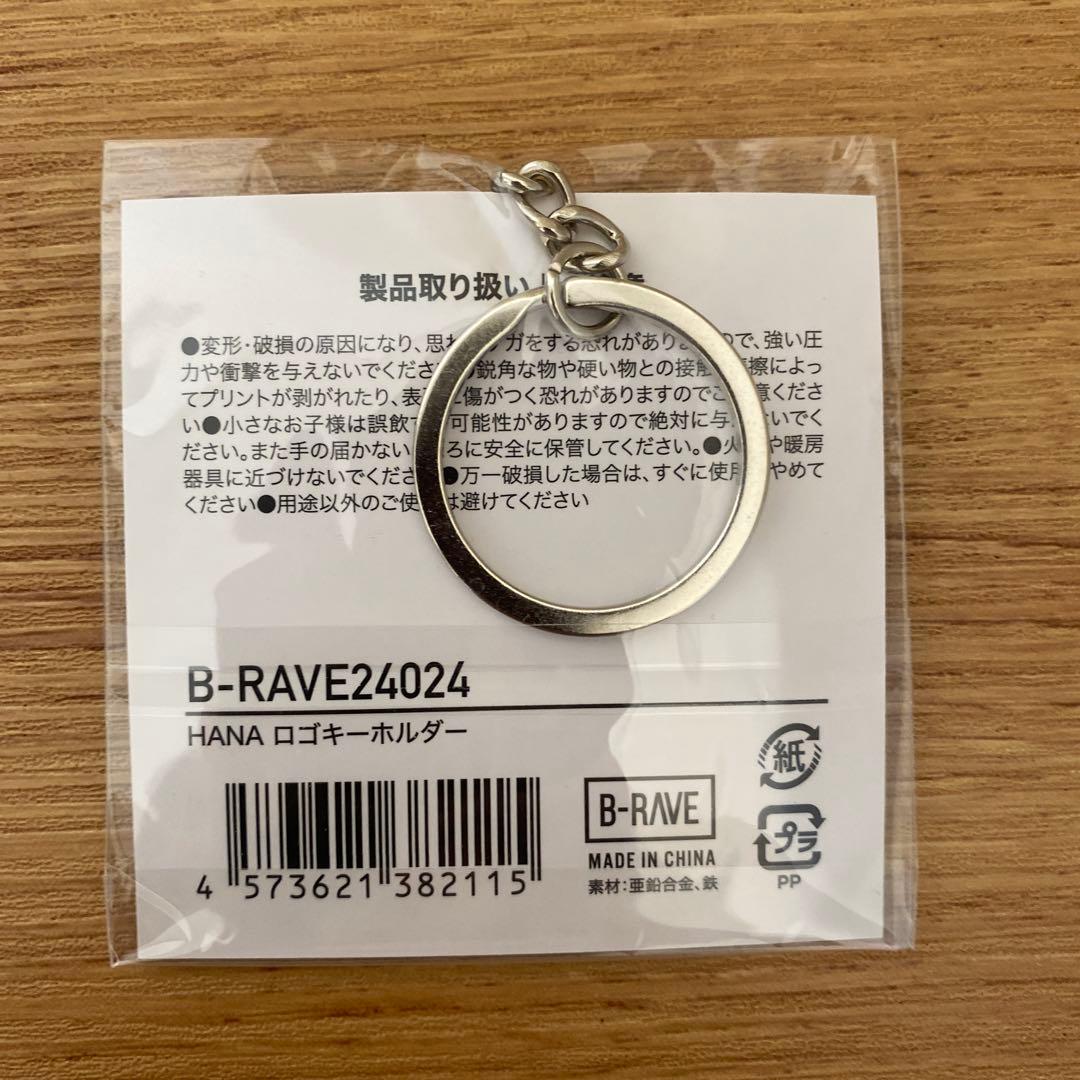 製品取り扱い
●変形・破損の原因になり、思わ ガをする恐れがありま ので、強い圧
力や衝撃を与えないでくださ 鋭角な物や硬い物との接触 擦によっ
てプリントが剥がれたり、表 傷がつく恐れがありますのでご 意くださ
い●小さなお子様は誤飲す 可能性がありますので絶対に与 いでく
ださい。また手の届かない ろに安全に保管してください。●火 や暖房
器具に近づけないでくださ ●万一破損した場合は、すぐに使用 やめて
ください●用途以外のご使 は避けてください
B-RAVE24024
HANA ロゴキーホルダー
4 573621 382115
B-RAVE
MADE IN CHINA
素材:亜鉛合金、鉄
紙
プラ
PP